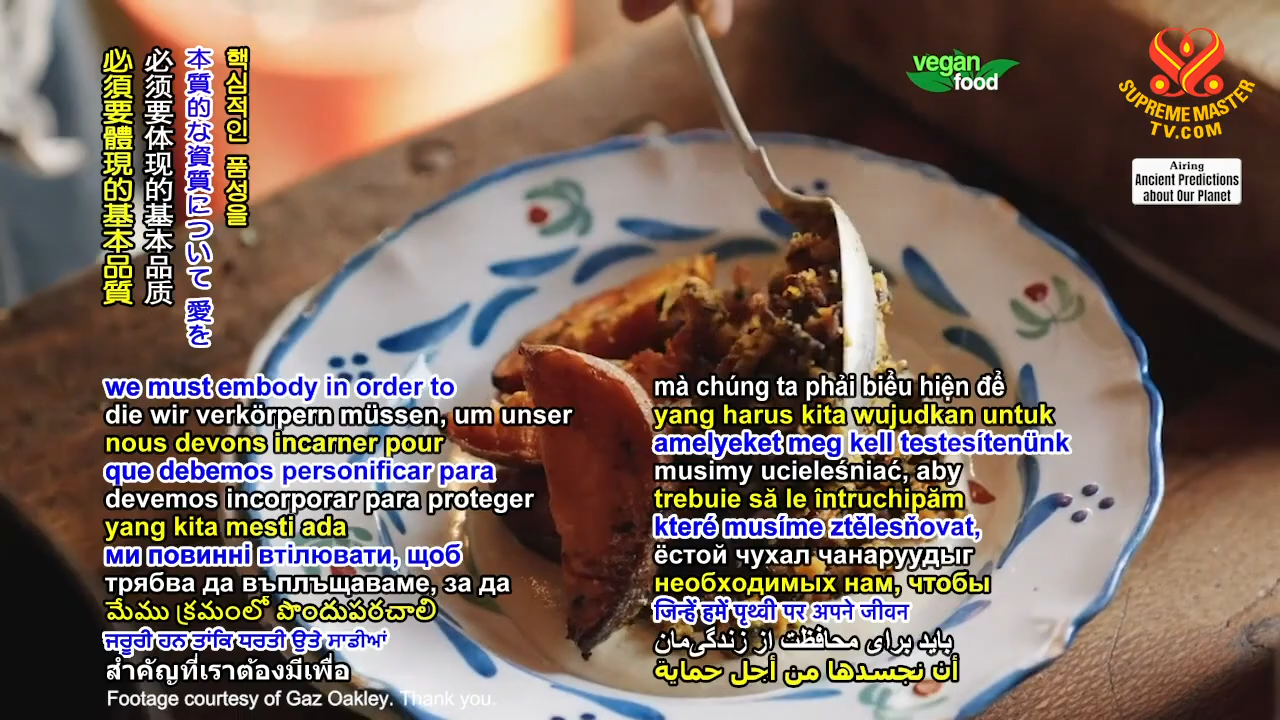 必須要體現的基本品質
必须要体现的基本品质
本質的な資質について 愛を
핵심적인 품성을
vegan
food
SUPREME MASTER
TV.COM
Airing
Ancient Predictions
about Our Planet
we must embody in order to
die wir verkörpern müssen, um unser
nous devons incarner pour
que debemos personificar para
devemos incorporar para proteger
yang kita mesti ada
ми повинні втілювати, щоб
трябва да въплъщаваме, за да
మేము క్రమంలో పొందుపరచాలి
ਜ਼ਰੂਰੀ ਹਨ ਤਾਂਕਿ ਧਰਤੀ ਉਤੇ ਸਾਡੀਆਂ
สำคัญที่เราต้องมีเพื่อ
mà chúng ta phải biểu hiện để
yang harus kita wujudkan untuk
amelyeket meg kell testesítenünk
musimy ucieleśniać, aby
trebuie să le întruchipăm
které musíme ztělesňovat,
ёстой чухал чанаруудыг
необходимых нам, чтобы
जिन्हें हमें पृथ्वी पर अपने जीवन
باید برای محافظت از زندگی‌مان
أن نجسدها من أجل حماية
Footage courtesy of Gaz Oakley. Thank you.